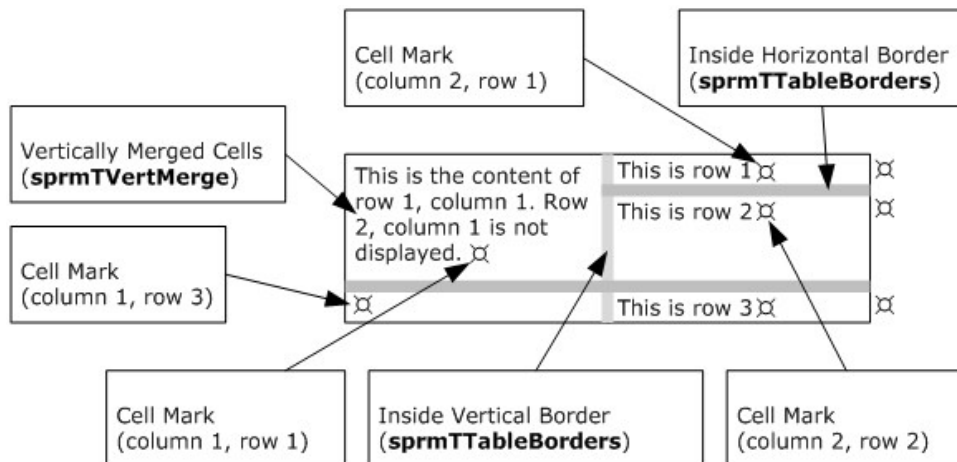 Cell Mark
(column 2, row 1)
Inside Horizontal Border
(sprmTTableBorders)
Vertically Merged Cells
(sprmTVertMerge)
This is the content of
row 1, column 1. Row
2, column 1 is not
displayed. ¤
This is row 1¤ ¤
This is row 2¤ ¤
Cell Mark
(column 1, row 3)
¤
This is row 3¤ ¤
Cell Mark
(column 1, row 1)
Inside Vertical Border
(sprmTTableBorders)
Cell Mark
(column 2, row 2)